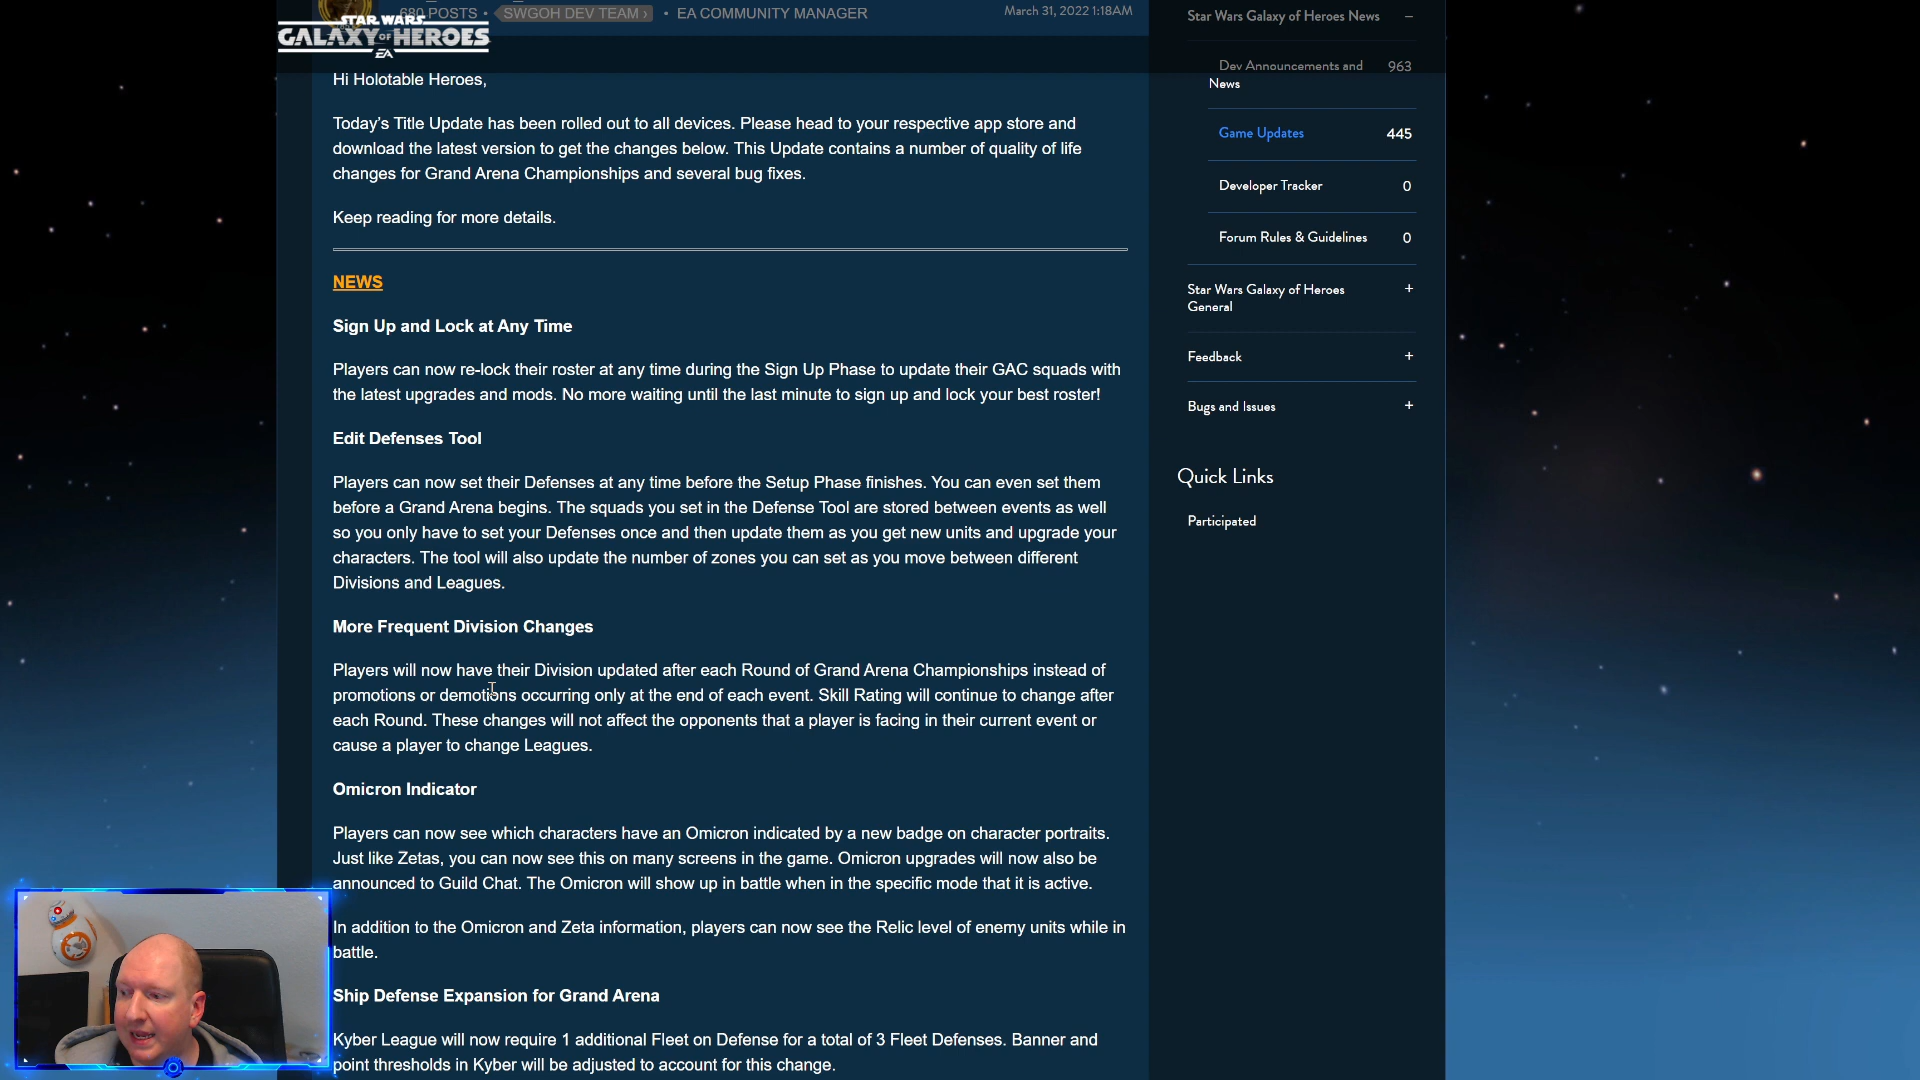 680 POSTS • SWGOH DEV TEAM › • EA COMMUNITY MANAGER
March 31, 2022 1:18AM
STAR WARS
GALAXY OF HEROES
EA
Hi Holotable Heroes,
Today’s Title Update has been rolled out to all devices. Please head to your respective app store and
download the latest version to get the changes below. This Update contains a number of quality of life
changes for Grand Arena Championships and several bug fixes.
Keep reading for more details.
NEWS
Sign Up and Lock at Any Time
Players can now re-lock their roster at any time during the Sign Up Phase to update their GAC squads with
the latest upgrades and mods. No more waiting until the last minute to sign up and lock your best roster!
Edit Defenses Tool
Players can now set their Defenses at any time before the Setup Phase finishes. You can even set them
before a Grand Arena begins. The squads you set in the Defense Tool are stored between events as well
so you only have to set your Defenses once and then update them as you get new units and upgrade your
characters. The tool will also update the number of zones you can set as you move between different
Divisions and Leagues.
More Frequent Division Changes
Players will now have their Division updated after each Round of Grand Arena Championships instead of
promotions or demotions occurring only at the end of each event. Skill Rating will continue to change after
each Round. These changes will not affect the opponents that a player is facing in their current event or
cause a player to change Leagues.
Omicron Indicator
Players can now see which characters have an Omicron indicated by a new badge on character portraits.
Just like Zetas, you can now see this on many screens in the game. Omicron upgrades will now also be
announced to Guild Chat. The Omicron will show up in battle when in the specific mode that it is active.
In addition to the Omicron and Zeta information, players can now see the Relic level of enemy units while in
battle.
Ship Defense Expansion for Grand Arena
Kyber League will now require 1 additional Fleet on Defense for a total of 3 Fleet Defenses. Banner and
point thresholds in Kyber will be adjusted to account for this change.
Star Wars Galaxy of Heroes News –
Dev Announcements and 963
News
Game Updates 445
Developer Tracker 0
Forum Rules & Guidelines 0
Star Wars Galaxy of Heroes +
General
Feedback +
Bugs and Issues +
Quick Links
Participated